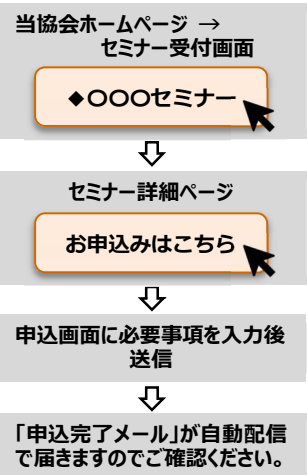 当協会ホームページ →
セミナー受付画面
◆〇〇〇セミナー
セミナー詳細ページ
お申込みはこちら
申込画面に必要事項を入力後
送信
「申込完了メール」が自動配信
で届きますのでご確認ください。